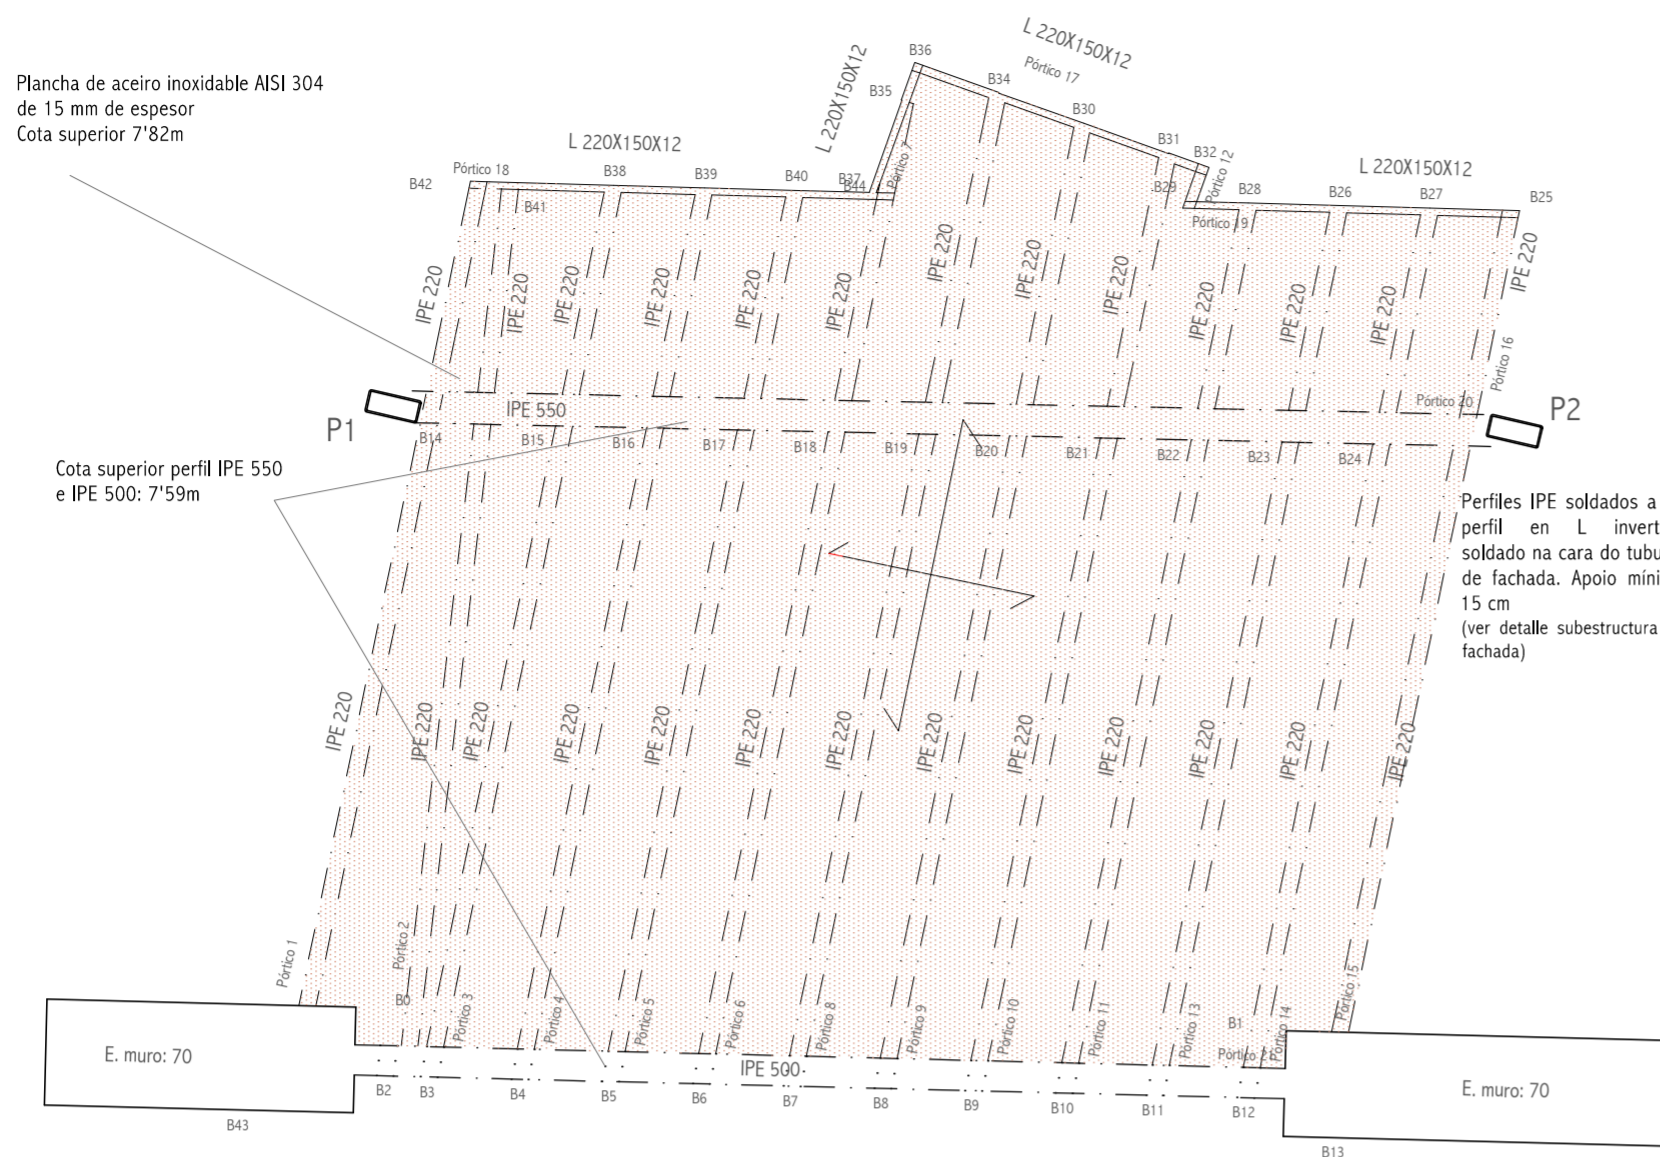 L 220X150X12
Pórtico 17
B36
B34
B30
B31
B32
B35
L 220X150X12
Plancha de aceiro inoxidable AISI 304
de 15 mm de espesor
Cota superior 7'82m
L 220X150X12
L 220X150X12
Pórtico 18
B42
B41
B38
B39
B40
B37
B44
Pórtico 7
B29
Pórtico 12
B28
B26
B27
B25
Pórtico 19
IPE 220
IPE 220
IPE 220
IPE 220
IPE 220
IPE 220
IPE 220
IPE 220
IPE 220
IPE 220
IPE 220
IPE 220
IPE 220
Pórtico 16
Pórtico 20
P1
IPE 550
P2
B14
B15
B16
B17
B18
B19
B20
B21
B22
B23
B24
Cota superior perfil IPE 550
e IPE 500: 7'59m
Perfiles IPE soldados a
perfil en L invert
soldado na cara do tubu
de fachada. Apoio míni
15 cm
(ver detalle subestructura
fachada)
IPE 220
IPE 220
IPE 220
IPE 220
IPE 220
IPE 220
IPE 220
IPE 220
IPE 220
IPE 220
IPE 220
IPE 220
IPE 220
Pórtico 1
Pórtico 2
B0
Pórtico 3
Pórtico 4
Pórtico 5
Pórtico 6
Pórtico 8
Pórtico 9
Pórtico 10
Pórtico 11
Pórtico 13
B1
Pórtico 14
Pórtico 15
Pórtico 21
E. muro: 70
IPE 500
E. muro: 70
B2
B3
B4
B5
B6
B7
B8
B9
B10
B11
B12
B43
B13